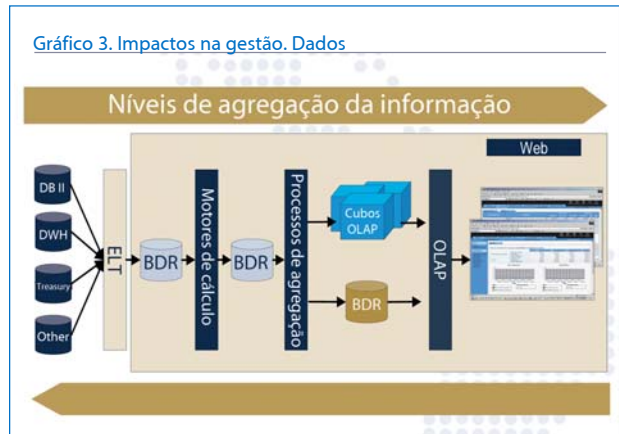 Gráfico 3. Impactos na gestão. Dados
Níveis de agregação da informação
Web
DB II
DWH
Treasury
Other
ELT
BDR
Motores de cálculo
BDR
Processos de agregação
Cubos
OLAP
BDR
OLAP